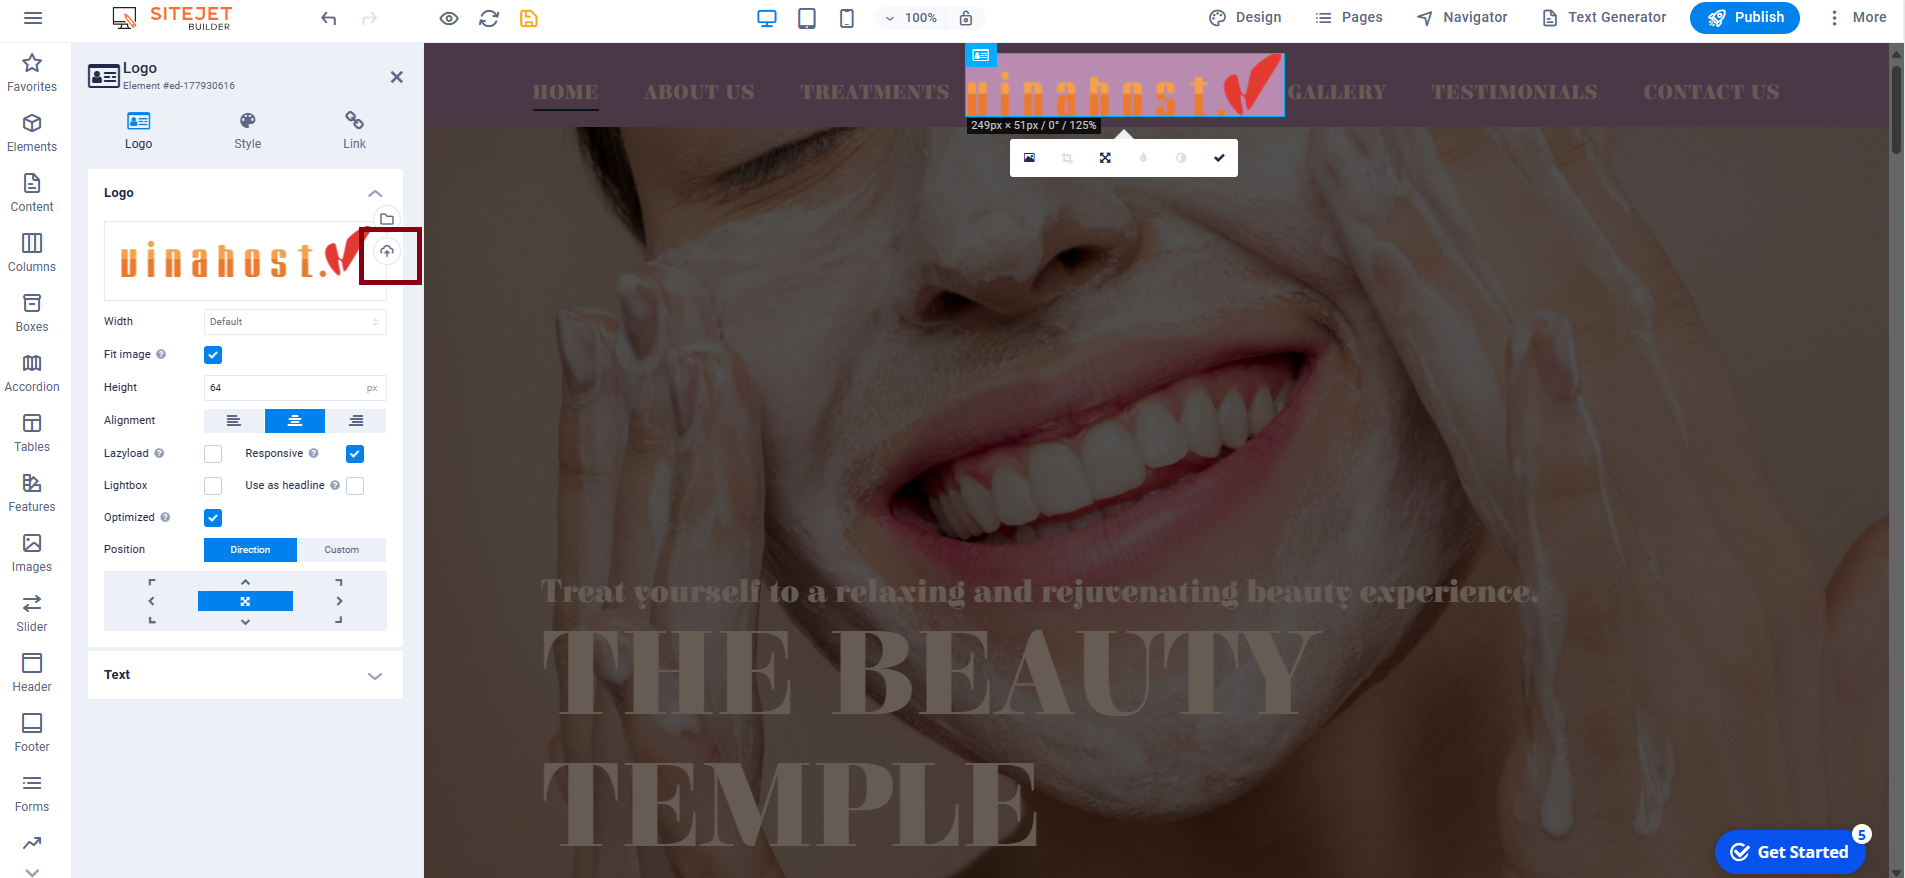 SITEJET
BUILDER
100%
Design
Pages
Navigator
Text Generator
Publish
More
Favorites
Elements
Content
Columns
Boxes
Accordion
Tables
Features
Images
Slider
Header
Footer
Forms
Logo
Element #ed-177930616
Logo
Style
Link
Logo
vinahost.
Width
Default
Fit image ?
Height
64
px
Alignment
Lazyload ?
Responsive ?
Lightbox
Use as headline ?
Optimized ?
Position
Direction
Custom
Text
HOME
ABOUT US
TREATMENTS
vinahost.
GALLERY
TESTIMONIALS
CONTACT US
249px × 51px / 0° / 125%
Treat yourself to a relaxing and rejuvenating beauty experience.
THE BEAUTY
TEMPLE
Get Started
5